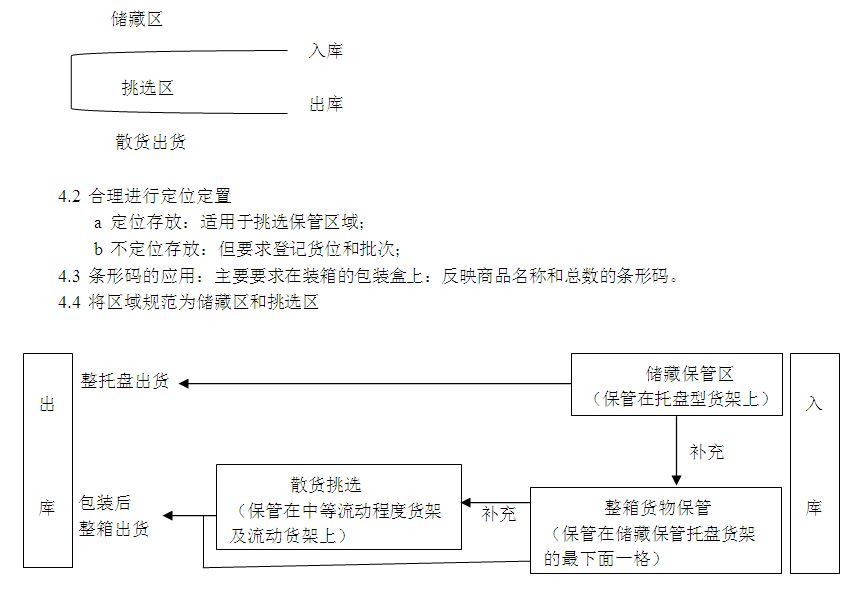 储藏区
入库
挑选区
出库
散货出货
4.2 合理进行定位定置
a 定位存放：适用于挑选保管区域；
b 不定位存放：但要求登记货位和批次；
4.3 条形码的应用：主要要求在装箱的包装盒上：反映商品名称和总数的条形码。
4.4 将区域规范为储藏区和挑选区
出
库
整托盘出货
储藏保管区
（保管在托盘型货架上）
入
库
补充
包装后
整箱出货
散货挑选
（保管在中等流动程度货架
及流动货架上）
补充
整箱货物保管
（保管在储藏保管托盘货架
的最下面一格）